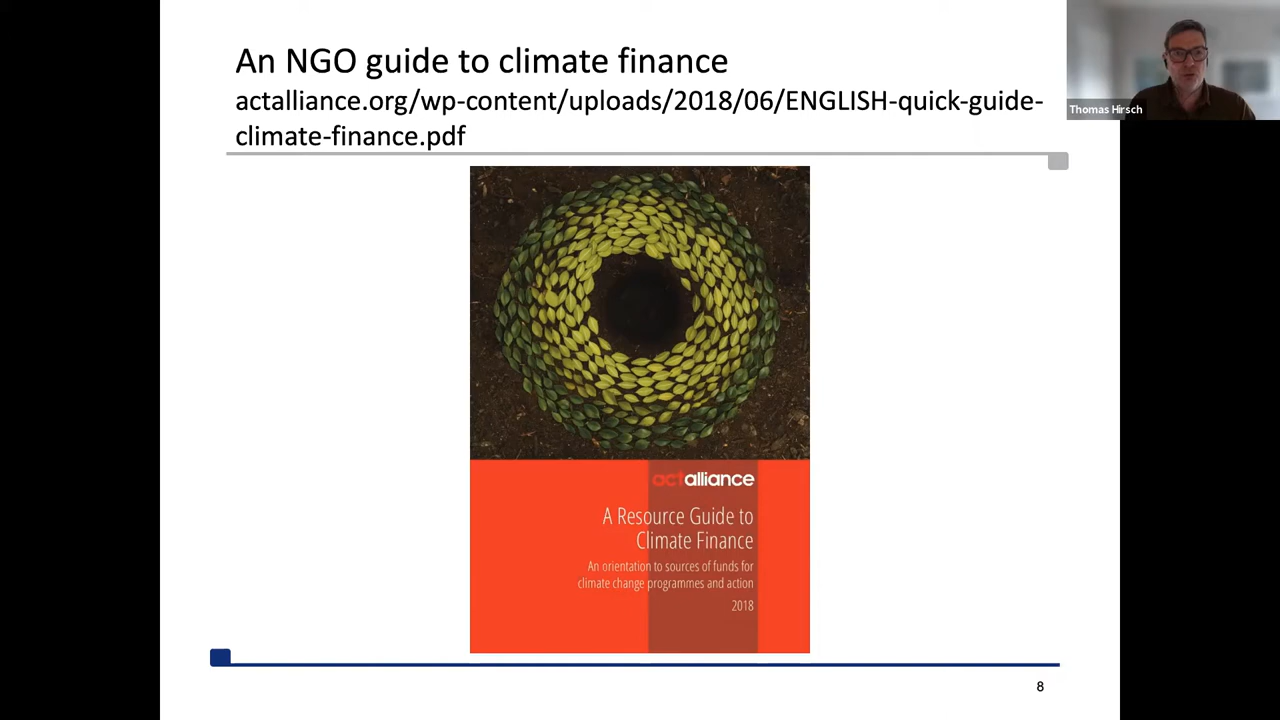 An NGO guide to climate finance
actalliance.org/wp-content/uploads/2018/06/ENGLISH-quick-guide-
climate-finance.pdf
Thomas Hirsch
actalliance
A Resource Guide to
Climate Finance
An orientation to sources of funds for
climate change programmes and action
2018
8